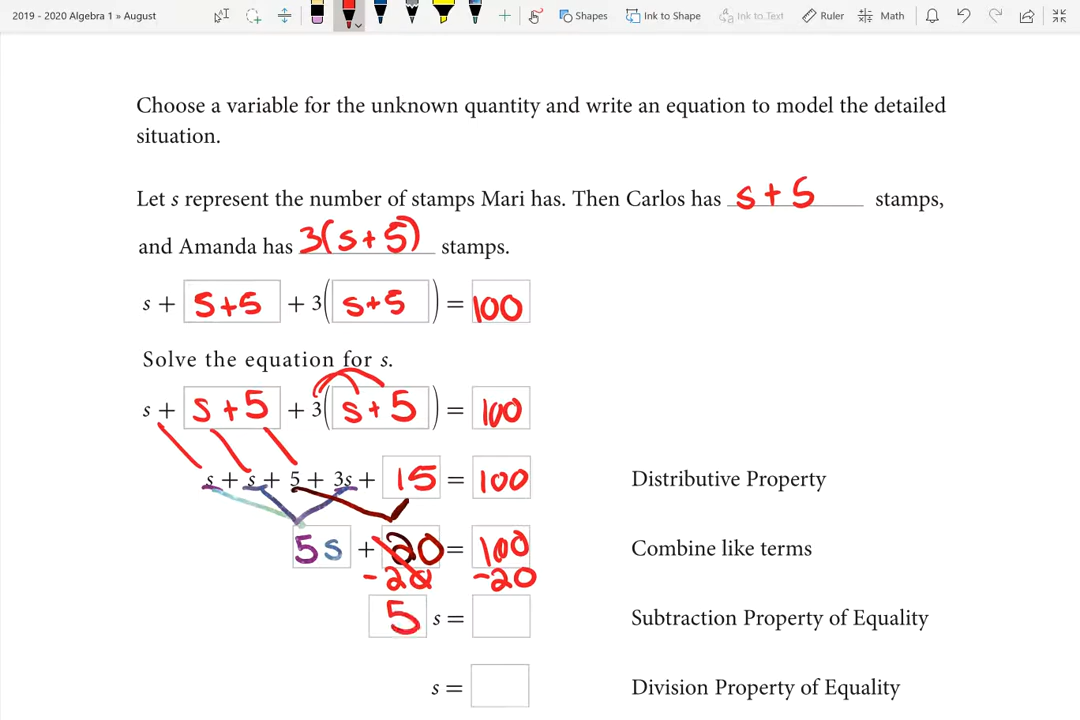 2019 - 2020 Algebra 1 » August Shapes Ink to Shape Ink to Text Ruler Math
Choose a variable for the unknown quantity and write an equation to model the detailed
situation.
Let s represent the number of stamps Mari has. Then Carlos has s + 5 stamps,
and Amanda has 3(s + 5) stamps.
s + s+5 + 3(s+5) = 100
Solve the equation for s.
s + s+5 + 3(s+5) = 100
s + s + 5 + 3s + 15 = 100 Distributive Property
5s + 20 = 100 Combine like terms
-20 -20
5 s = Subtraction Property of Equality
s = Division Property of Equality